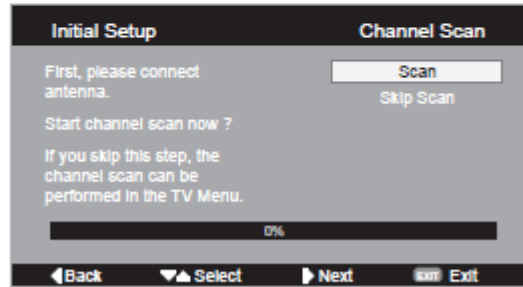 Initial Setup Channel Scan
First, please connect
antenna.
Start channel scan now ?
If you skip this step, the
channel scan can be
performed in the TV Menu.
Scan
Skip Scan
0%
Back Select Next EXIT Exit